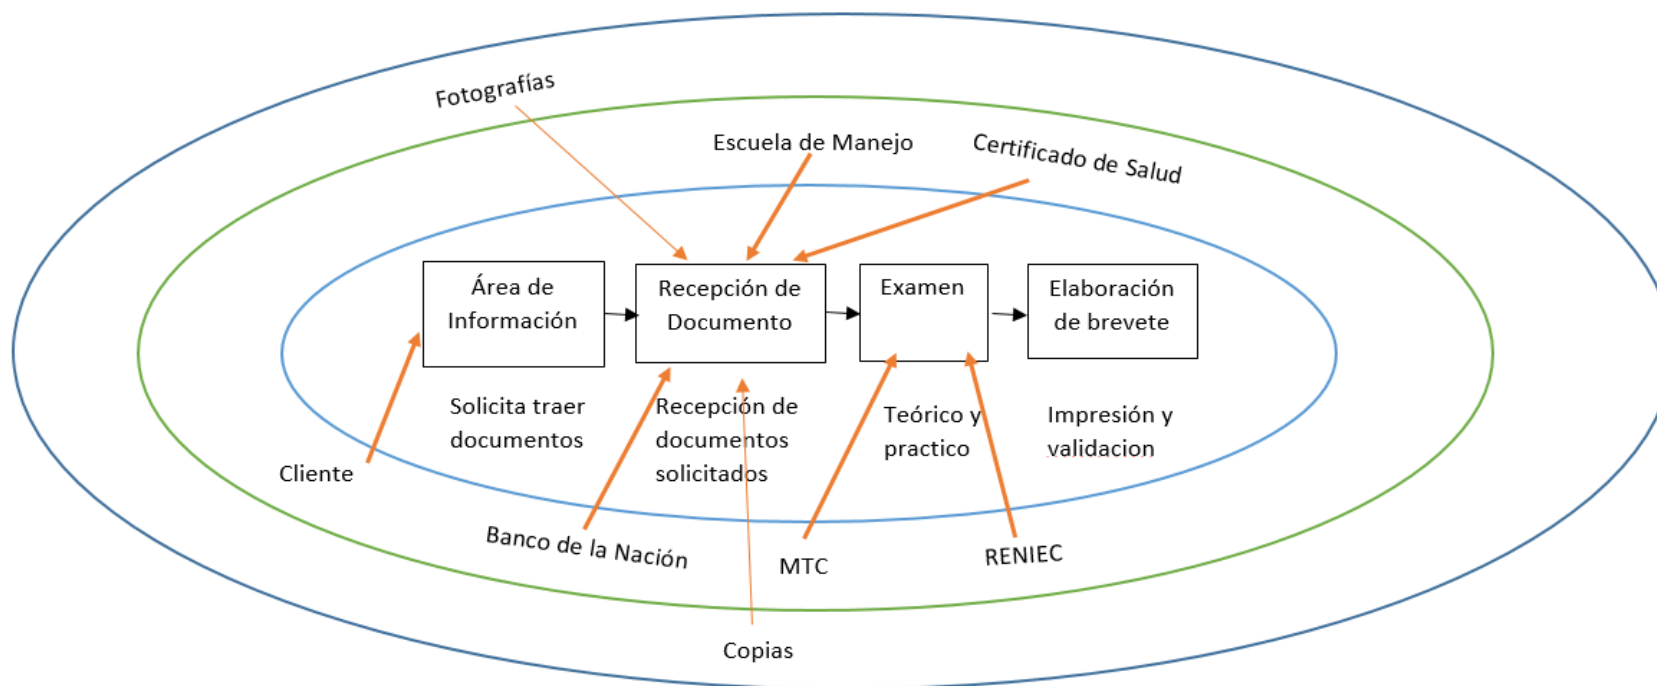 Fotografías
Escuela de Manejo
Certificado de Salud
Área de
Información
Recepción de
Documento
Examen
Elaboración
de brevete
Solicita traer
documentos
Recepción de
documentos
solicitados
Teórico y
practico
Impresión y
validacion
Cliente
Banco de la Nación
MTC
RENIEC
Copias